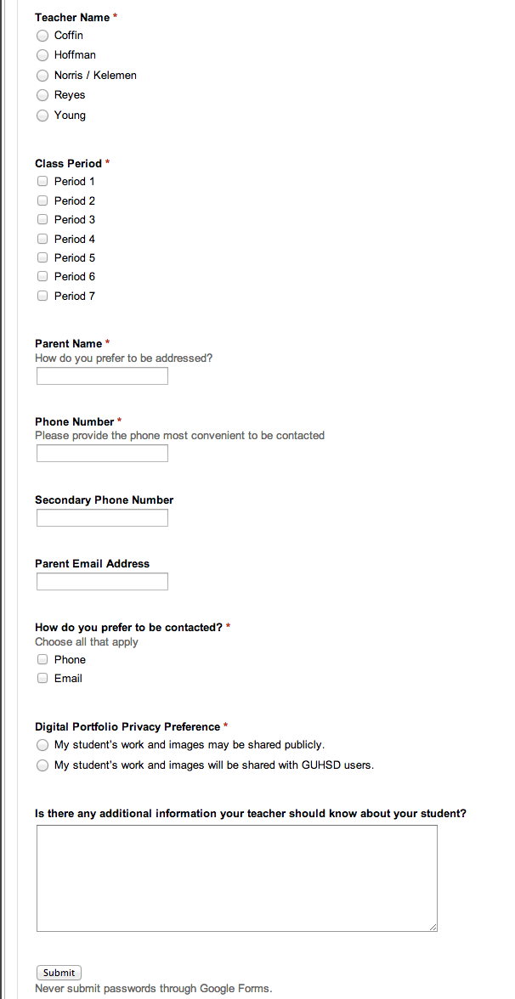 Teacher Name *
Coffin
Hoffman
Norris / Kelemen
Reyes
Young
Class Period *
Period 1
Period 2
Period 3
Period 4
Period 5
Period 6
Period 7
Parent Name *
How do you prefer to be addressed?
Phone Number *
Please provide the phone most convenient to be contacted
Secondary Phone Number
Parent Email Address
How do you prefer to be contacted? *
Choose all that apply
Phone
Email
Digital Portfolio Privacy Preference *
My student's work and images may be shared publicly.
My student's work and images will be shared with GUHSD users.
Is there any additional information your teacher should know about your student?
Submit
Never submit passwords through Google Forms.